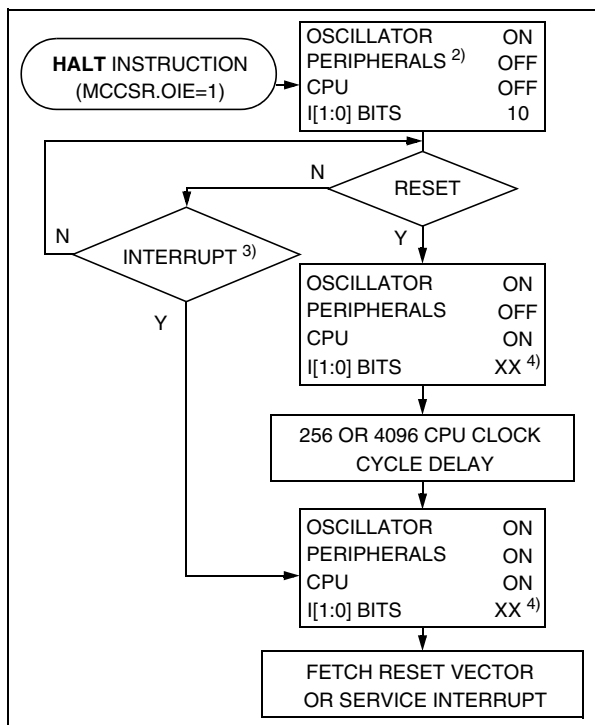 HALT INSTRUCTION
(MCCSR.OIE=1)
OSCILLATOR ON
PERIPHERALS 2) OFF
CPU OFF
I[1:0] BITS 10
N
RESET
N
INTERRUPT 3)
Y
Y
OSCILLATOR ON
PERIPHERALS OFF
CPU ON
I[1:0] BITS XX 4)
256 OR 4096 CPU CLOCK
CYCLE DELAY
OSCILLATOR ON
PERIPHERALS ON
CPU ON
I[1:0] BITS XX 4)
FETCH RESET VECTOR
OR SERVICE INTERRUPT